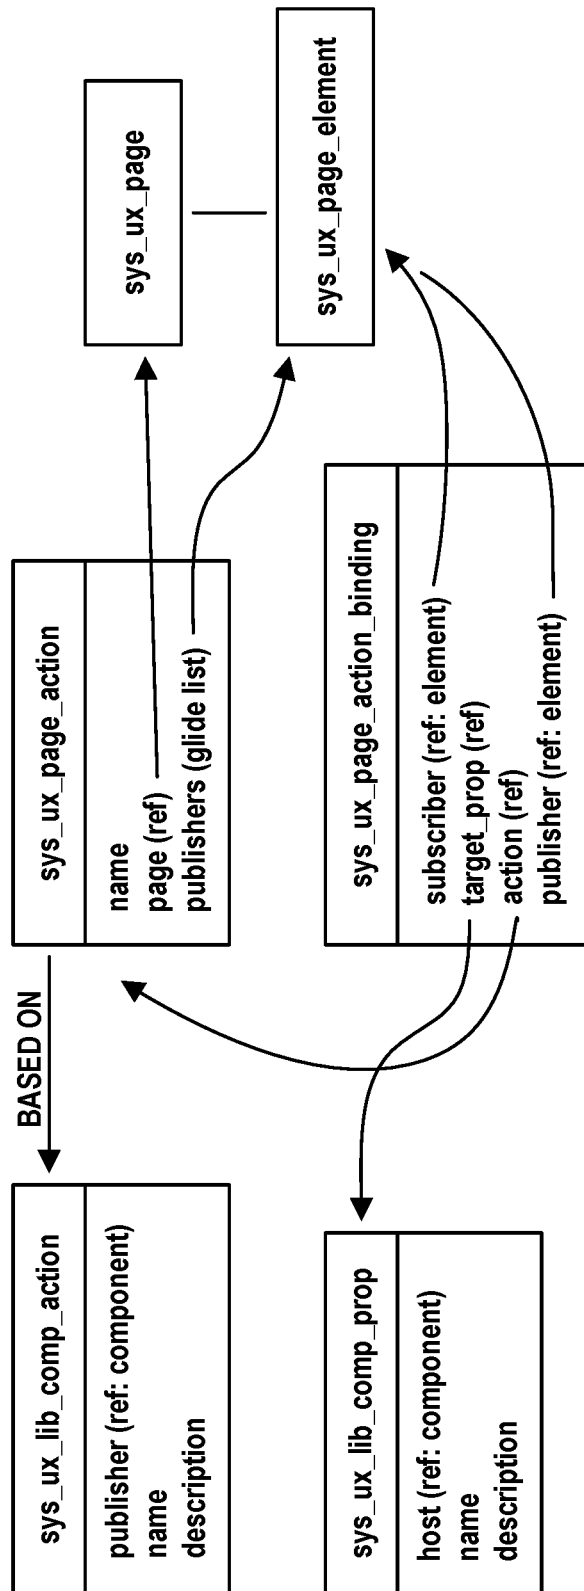 sys_ux_lib_comp_action
publisher (ref: component)
name
description
BASED ON
sys_ux_page_action
name
page (ref)
publishers (glide list)
sys_ux_page
sys_ux_page_element
sys_ux_lib_comp_prop
host (ref: component)
name
description
sys_ux_page_action_binding
subscriber (ref: element)
target_prop (ref)
action (ref)
publisher (ref: element)